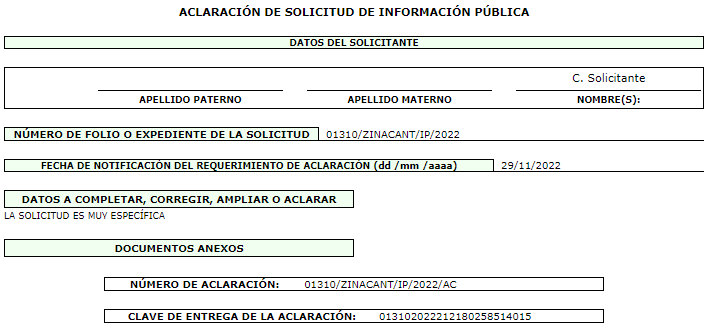 ACLARACIÓN DE SOLICITUD DE INFORMACIÓN PÚBLICA
DATOS DEL SOLICITANTE
C. Solicitante
APELLIDO PATERNO APELLIDO MATERNO NOMBRE(S):
NÚMERO DE FOLIO O EXPEDIENTE DE LA SOLICITUD 01310/ZINACANT/IP/2022
FECHA DE NOTIFICACIÓN DEL REQUERIMIENTO DE ACLARACIÓN (dd /mm /aaaa) 29/11/2022
DATOS A COMPLETAR, CORREGIR, AMPLIAR O ACLARAR
LA SOLICITUD ES MUY ESPECÍFICA
DOCUMENTOS ANEXOS
NÚMERO DE ACLARACIÓN: 01310/ZINACANT/IP/2022/AC
CLAVE DE ENTREGA DE LA ACLARACIÓN: 013102022212180258514015